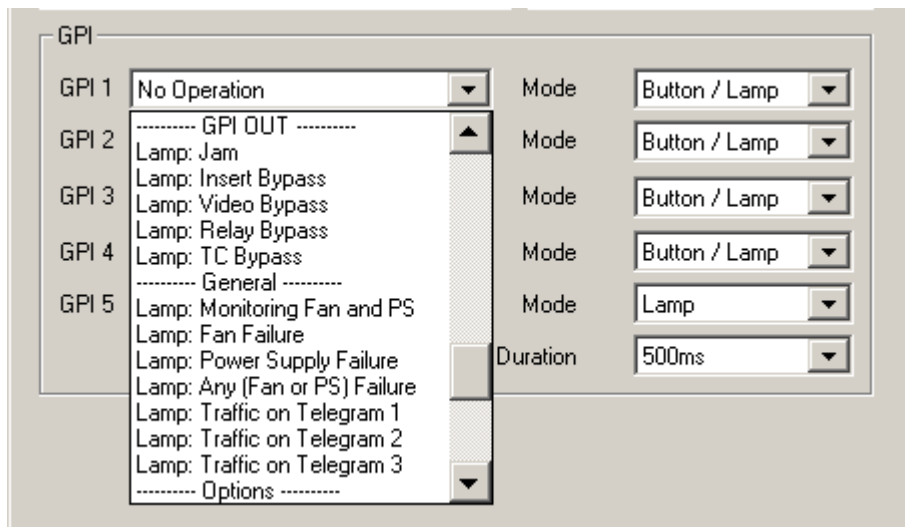 GPI
GPI 1 No Operation Mode Button / Lamp
GPI 2 Mode Button / Lamp
GPI 3 Mode Button / Lamp
GPI 4 Mode Button / Lamp
GPI 5 Mode Lamp
Duration 500ms
---------- GPI OUT ----------
Lamp: Jam
Lamp: Insert Bypass
Lamp: Video Bypass
Lamp: Relay Bypass
Lamp: TC Bypass
---------- General ----------
Lamp: Monitoring Fan and PS
Lamp: Fan Failure
Lamp: Power Supply Failure
Lamp: Any (Fan or PS) Failure
Lamp: Traffic on Telegram 1
Lamp: Traffic on Telegram 2
Lamp: Traffic on Telegram 3
---------- Options ----------